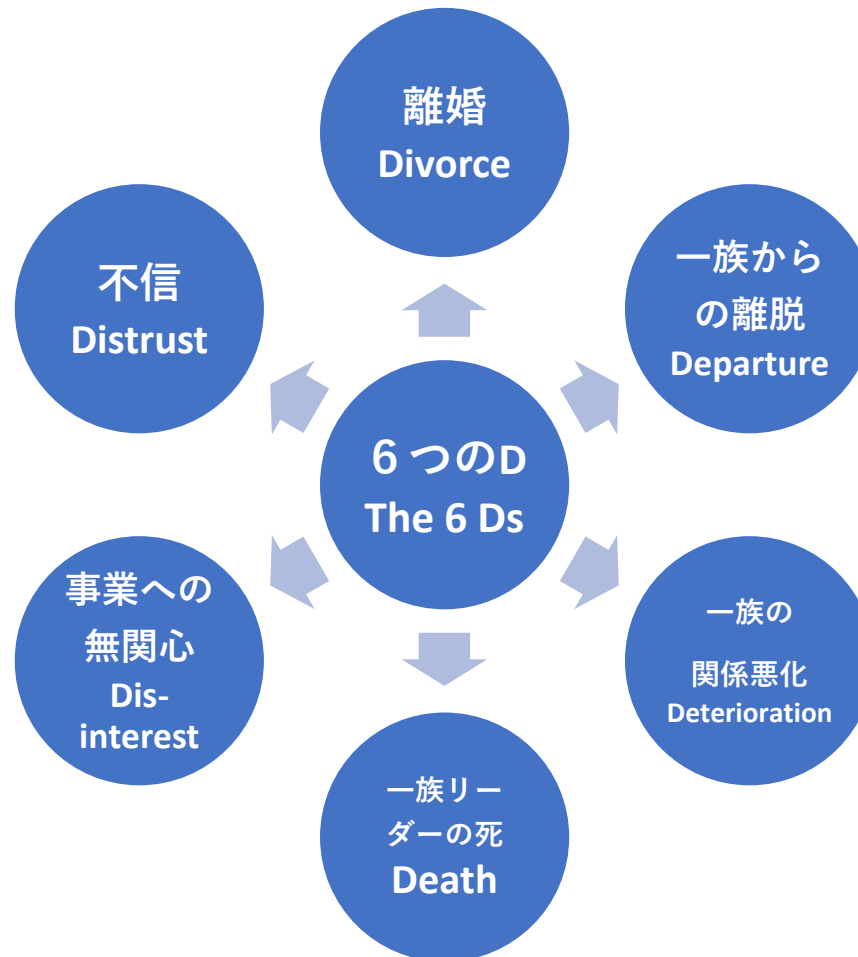 離婚
Divorce
一族から
の離脱
Departure
一族の
関係悪化
Deterioration
一族リー
ダーの死
Death
事業への
無関心
Dis-
interest
不信
Distrust
６つのD
The 6 Ds